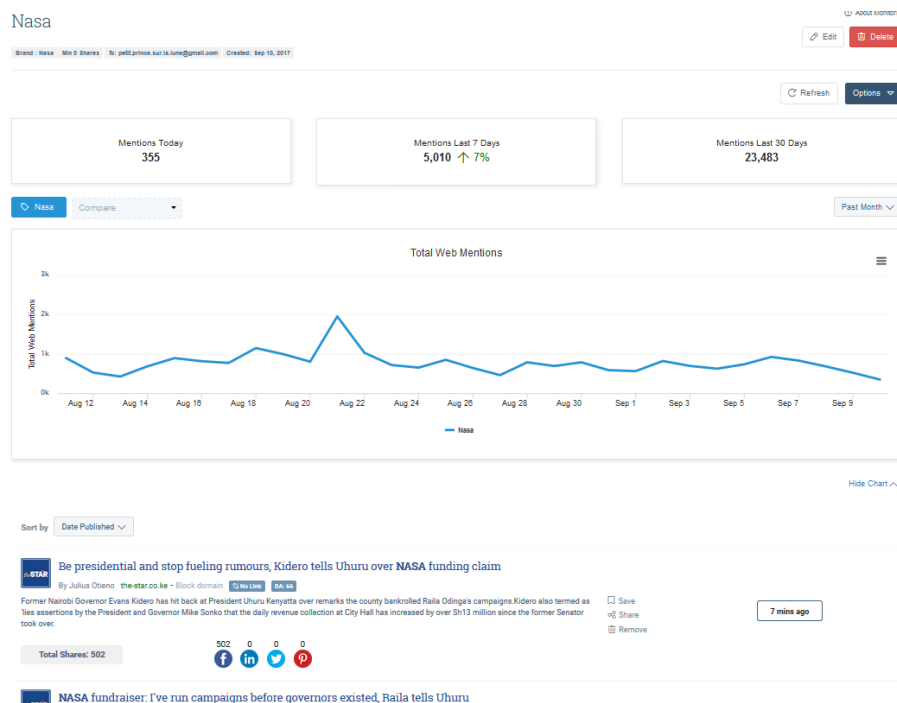 About Monitori
Nasa
Edit
Delete
Brand : Nasa Min 0 Shares To: petit.prince.sur.la.lune@gmail.com Created: Sep 10, 2017
Refresh
Options
Mentions Today
355
Mentions Last 7 Days
5,010 ↑ 7%
Mentions Last 30 Days
23,483
Nasa
Compare
Past Month
Total Web Mentions
3k
2k
1k
0k
Total Web Mentions
Aug 12 Aug 14 Aug 16 Aug 18 Aug 20 Aug 22 Aug 24 Aug 26 Aug 28 Aug 30 Sep 1 Sep 3 Sep 5 Sep 7 Sep 9
Nasa
Hide Chart
Sort by Date Published
the STAR
Be presidential and stop fueling rumours, Kidero tells Uhuru over NASA funding claim
By Julius Otieno the-star.co.ke - Block domain No Link DA: 66
Former Nairobi Governor Evans Kidero has hit back at President Uhuru Kenyatta over remarks the county bankrolled Raila Odinga's campaigns.Kidero also termed as
'lies assertions by the President and Governor Mike Sonko that the daily revenue collection at City Hall has increased by over Sh13 million since the former Senator
took over.
Save
Share
Remove
7 mins ago
Total Shares: 502
502 0 0 0
NASA fundraiser: I've run campaigns before governors existed, Raila tells Uhuru